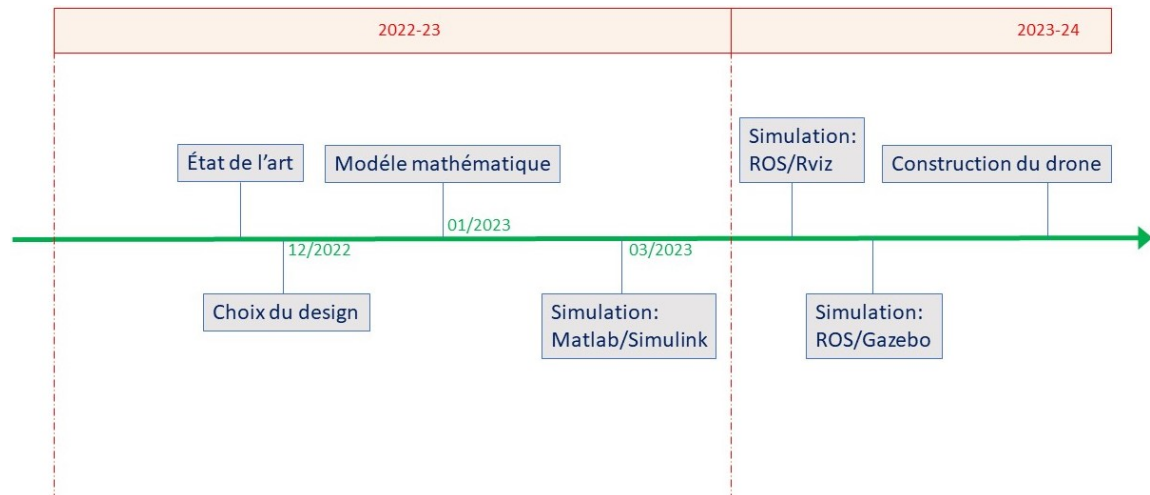 2022-23
2023-24
État de l’art
Modéle mathématique
Simulation:
ROS/Rviz
Construction du drone
01/2023
12/2022
03/2023
Choix du design
Simulation:
Matlab/Simulink
Simulation:
ROS/Gazebo